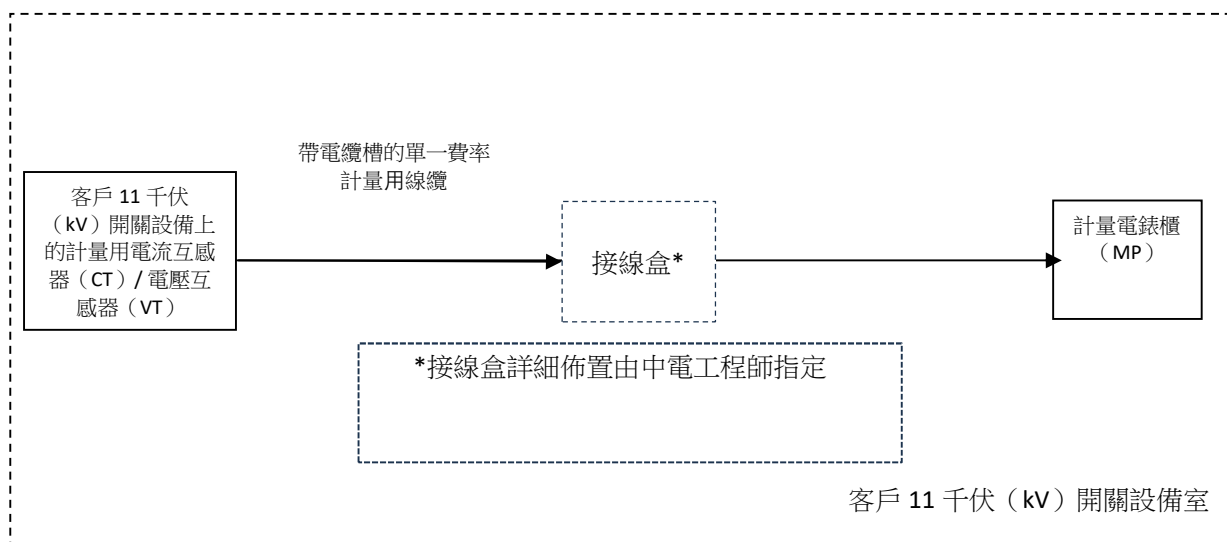 帶電纜槽的單一費率
計量用線纜
客戶 11 千伏
（kV）開關設備上
的計量用電流互感
器（CT）/ 電壓互
感器（VT）
接線盒*
計量電錶櫃
（MP）
*接線盒詳細佈置由中電工程師指定
客戶 11 千伏（kV）開關設備室